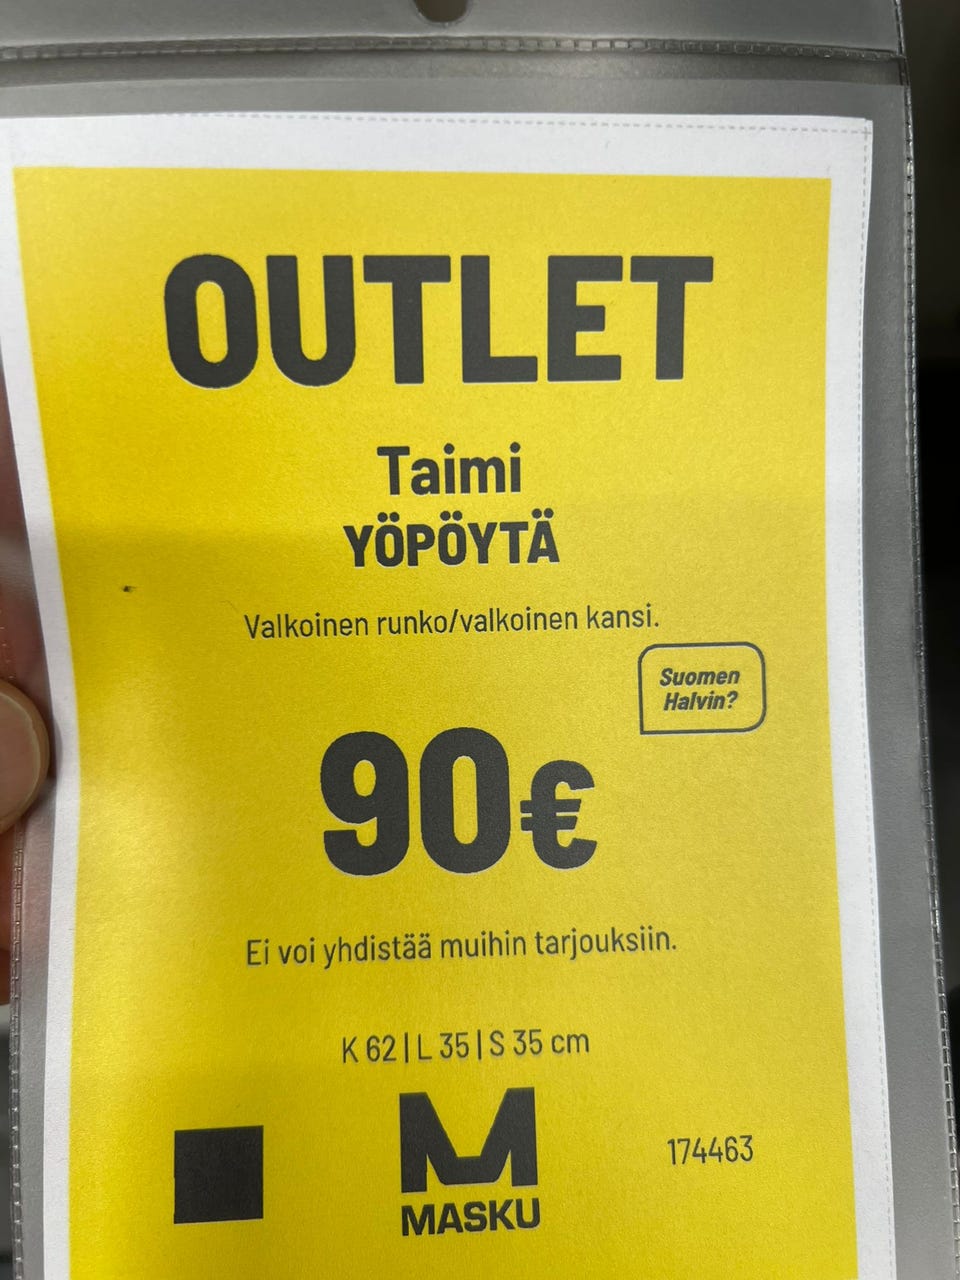 OUTLET
Taimi
YÖPÖYTÄ
Valkoinen runko/valkoinen kansi.
Suomen
Halvin?
90€
Ei voi yhdistää muihin tarjouksiin.
K 62 | L 35 | S 35 cm
174463
MASKU